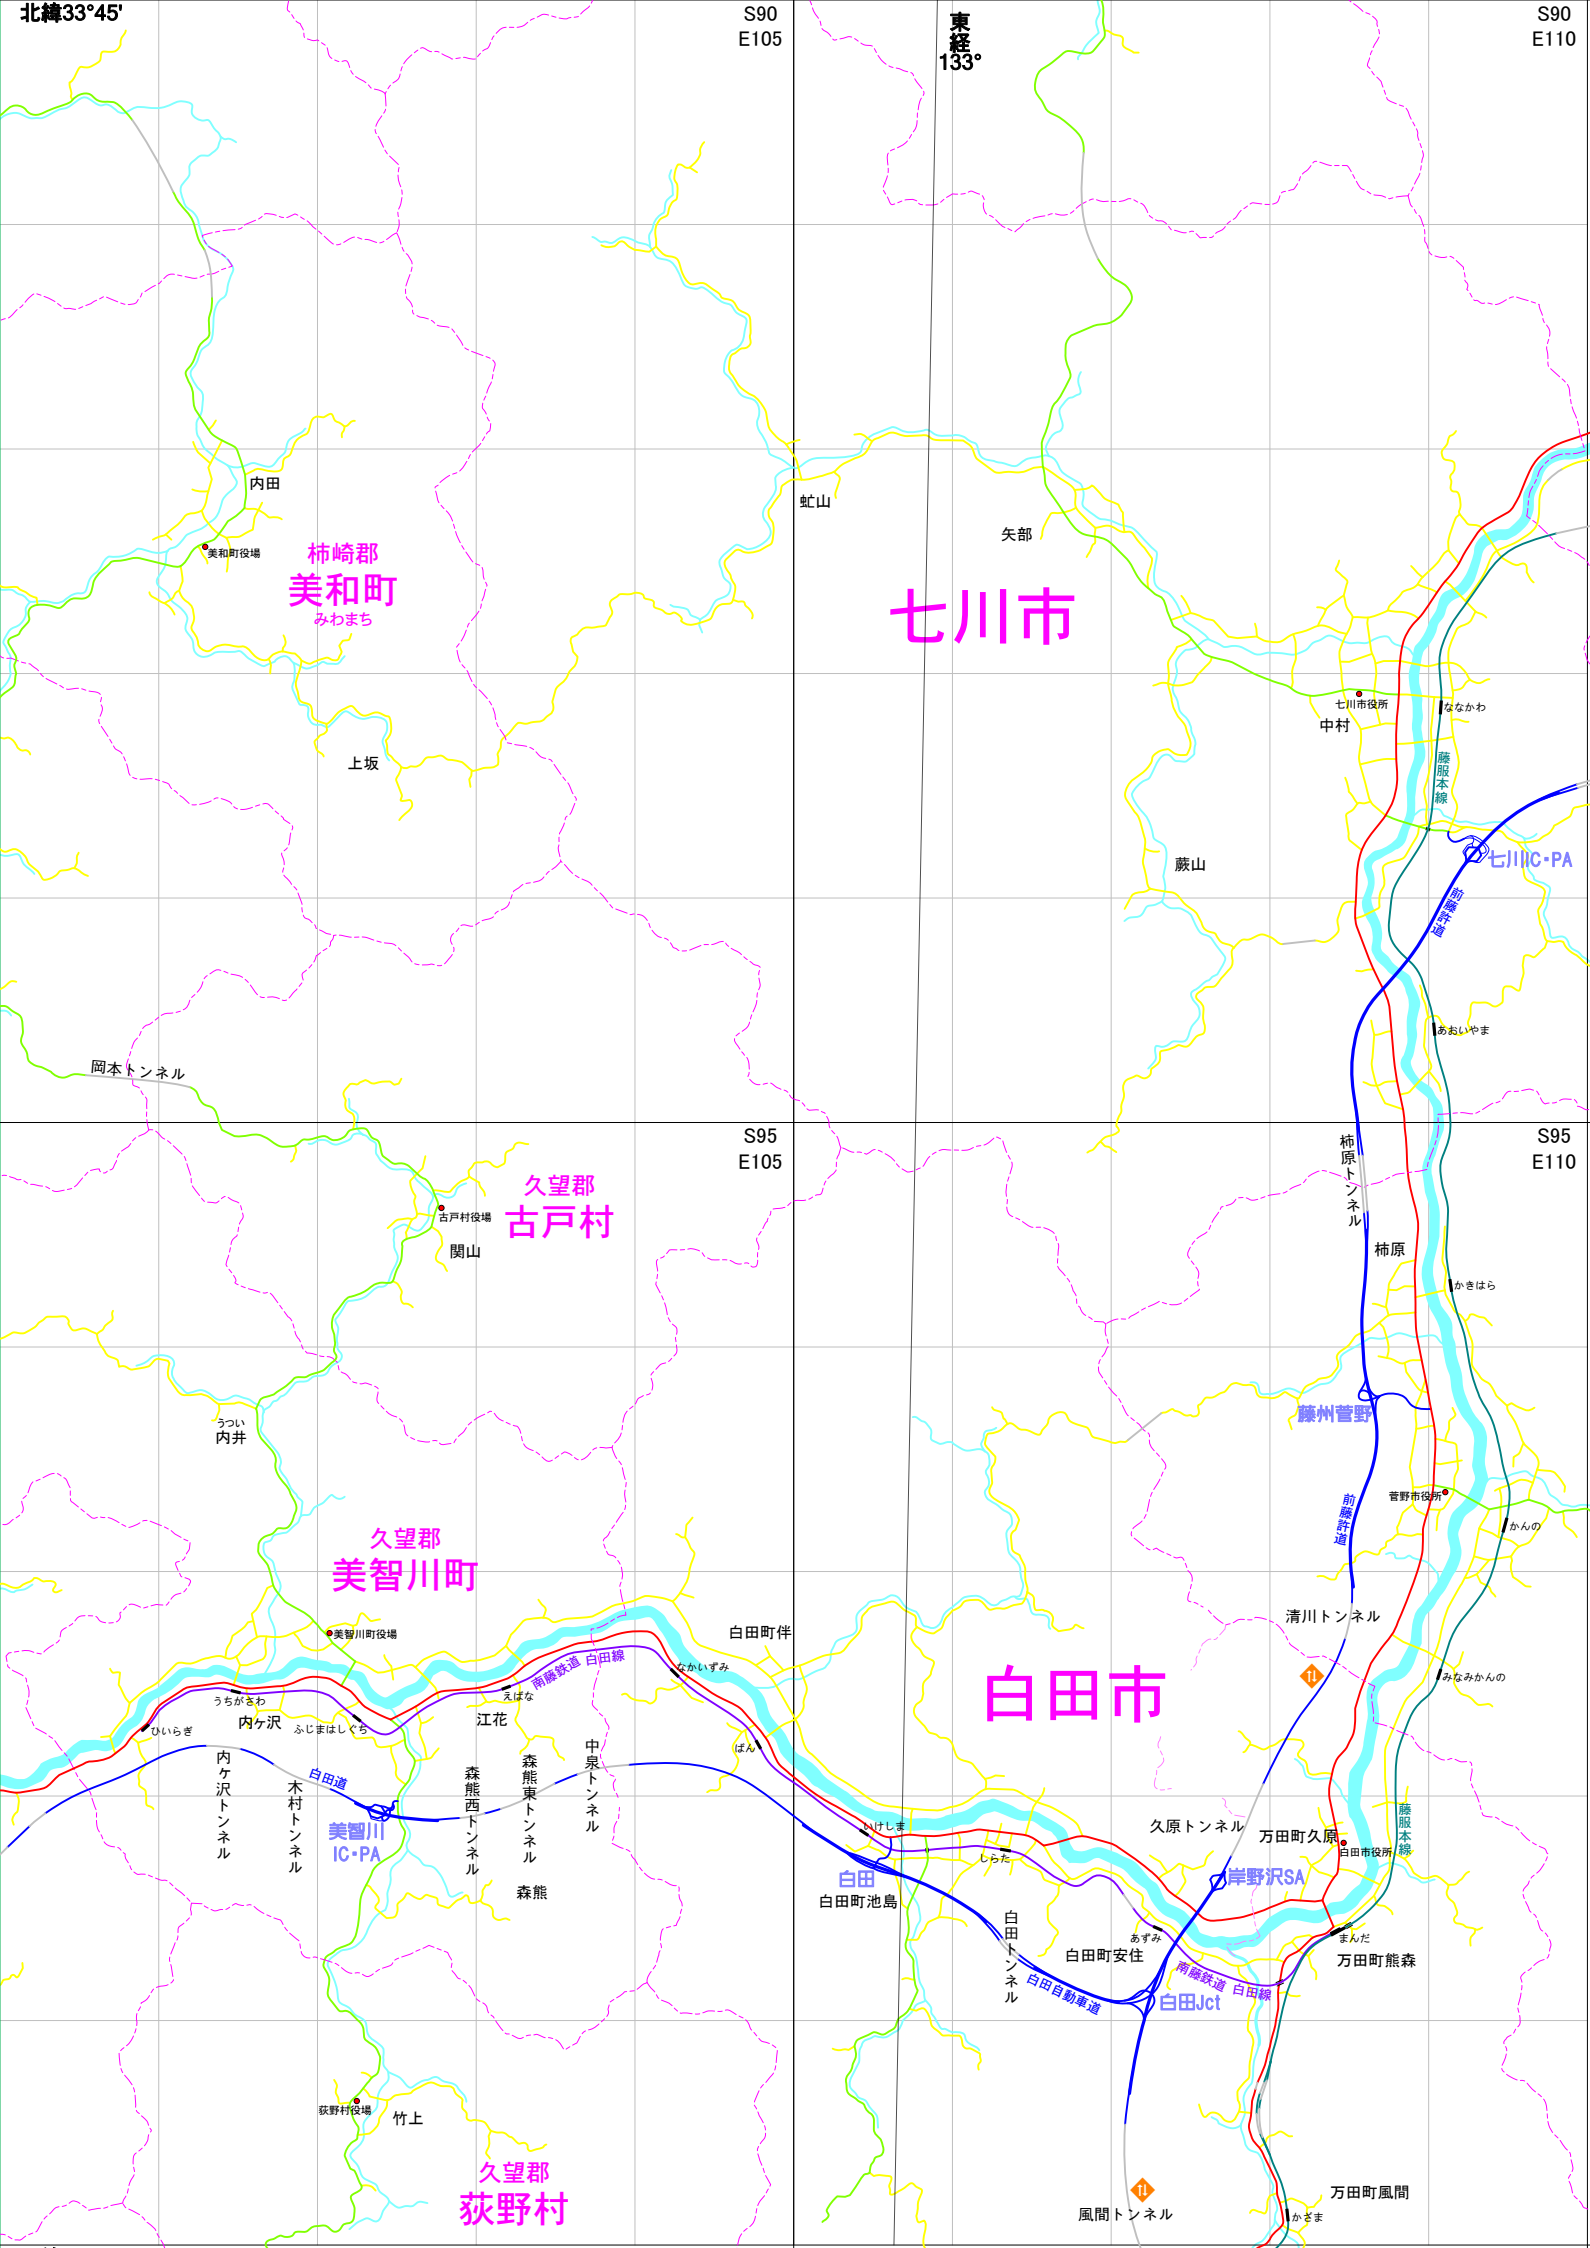 北緯33°45'
S90
E105
東経
133°
S90
E110
内田
美和町役場
柿崎郡
美和町
みわまち
虻山
矢部
七川市
七川市役所
中村
ななかわ
藤服本線
上坂
蕨山
七川IC・PA
前藤許道
あおいやま
岡本トンネル
S95
E105
S95
E110
柿原トンネル
久望郡
古戸村
古戸村役場
関山
柿原
かきはら
藤州菅野
うつい
内井
菅野市役所
前藤許道
かんの
久望郡
美智川町
美智川町役場
清川トンネル
白田町伴
南藤鉄道 白田線
なかいずみ
白田市
みなみかんの
えばな
うちがさわ
内ヶ沢
ふじまはしぐち
江花
ひいらぎ
ばん
内ヶ沢トンネル
木村トンネル
白田道
森熊西トンネル
森熊東トンネル
中泉トンネル
美智川
IC・PA
森熊
いけしま
しらた
久原トンネル
万田町久原
白田市役所
藤服本線
白田
白田町池島
岸野沢SA
白田トンネル
あずみ
白田町安住
まんだ
万田町熊森
南藤鉄道 白田線
白田自動車道
白田Jct
荻野村役場
竹上
久望郡
荻野村
風間トンネル
万田町風間
かざま